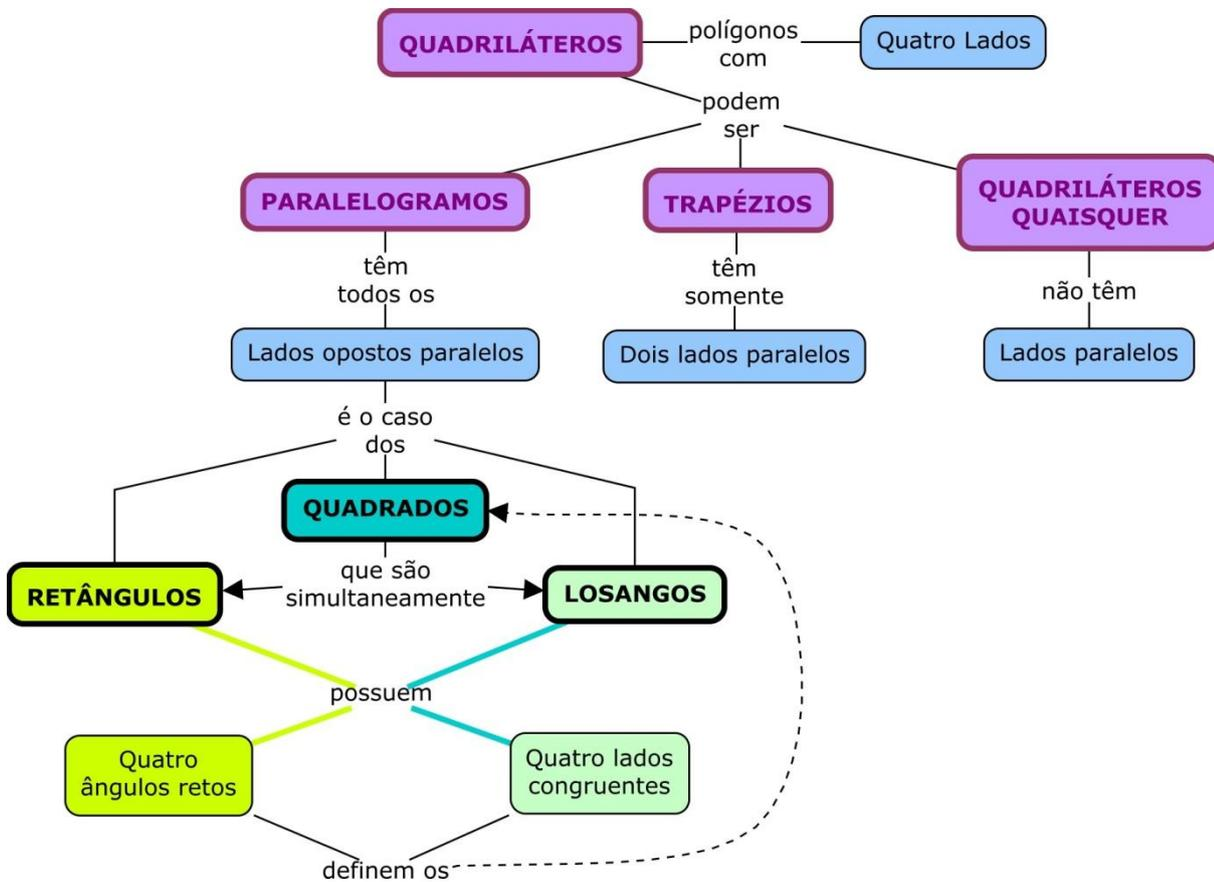 QUADRILÁTEROS
polígonos
com
Quatro Lados
podem
ser
PARALELOGRAMOS
TRAPÉZIOS
QUADRILÁTEROS
QUAISQUER
têm
todos os
têm
somente
não têm
Lados opostos paralelos
Dois lados paralelos
Lados paralelos
é o caso
dos
QUADRADOS
RETÂNGULOS
que são
simultaneamente
LOSANGOS
possuem
Quatro
ângulos retos
Quatro lados
congruentes
definem os